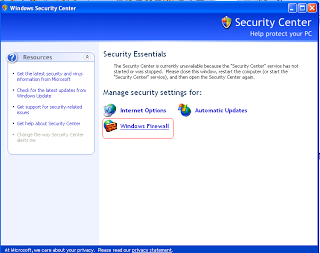 Windows Security Center
Security Center
Help protect your PC
Resources
Get the latest security and virus
information from Microsoft
Check for the latest updates from
Windows Update
Get support for security-related
issues
Get help about Security Center
Change the way Security Center
alerts me
Security Essentials
The Security Center is currently unavailable because the "Security Center" service has not
started or was stopped. Please close this window, restart the computer (or start the
"Security Center" service), and then open the Security Center again.
Manage security settings for:
Internet Options
Automatic Updates
Windows Firewall
At Microsoft, we care about your privacy. Please read our privacy statement.